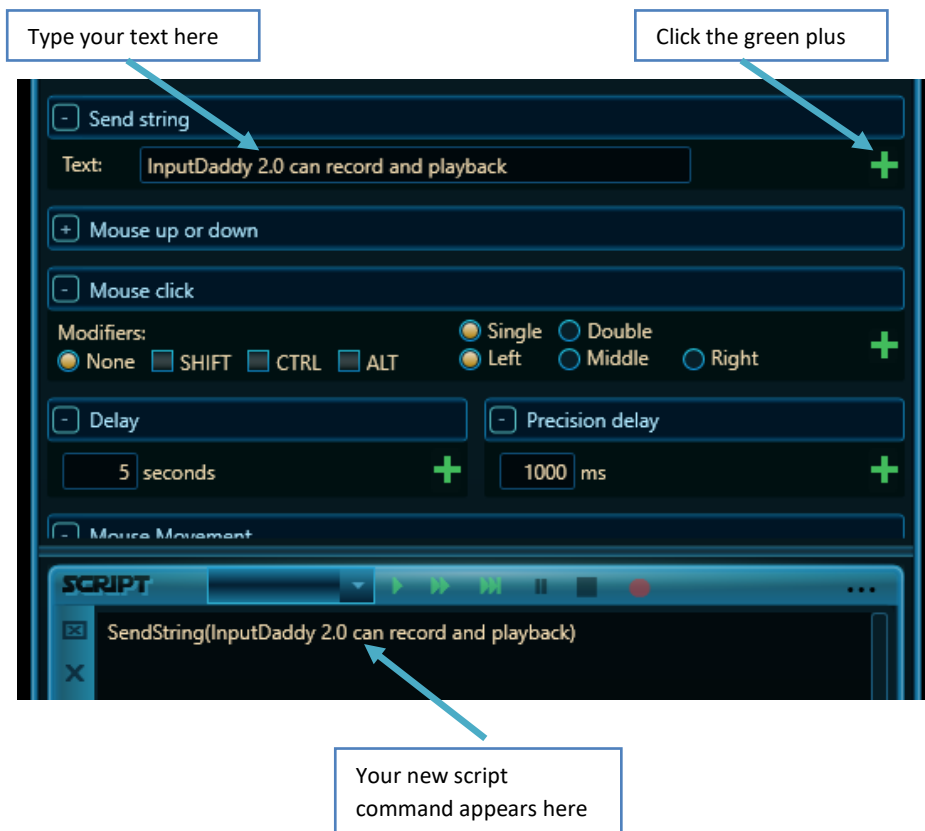 Type your text here
Click the green plus
- Send string
Text: InputDaddy 2.0 can record and playback
+ Mouse up or down
- Mouse click
Modifiers:
Single Double
None SHIFT CTRL ALT Left Middle Right
- Delay - Precision delay
5 seconds 1000 ms
- Mouse Movement
SCRIPT ...
SendString(InputDaddy 2.0 can record and playback)
Your new script
command appears here